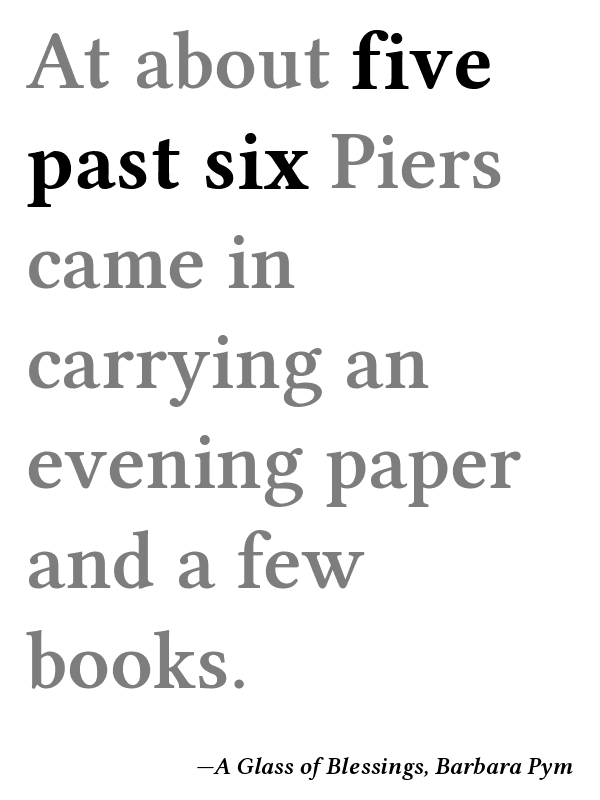 At about five
past six Piers
came in
carrying an
evening paper
and a few
books.
—A Glass of Blessings, Barbara Pym